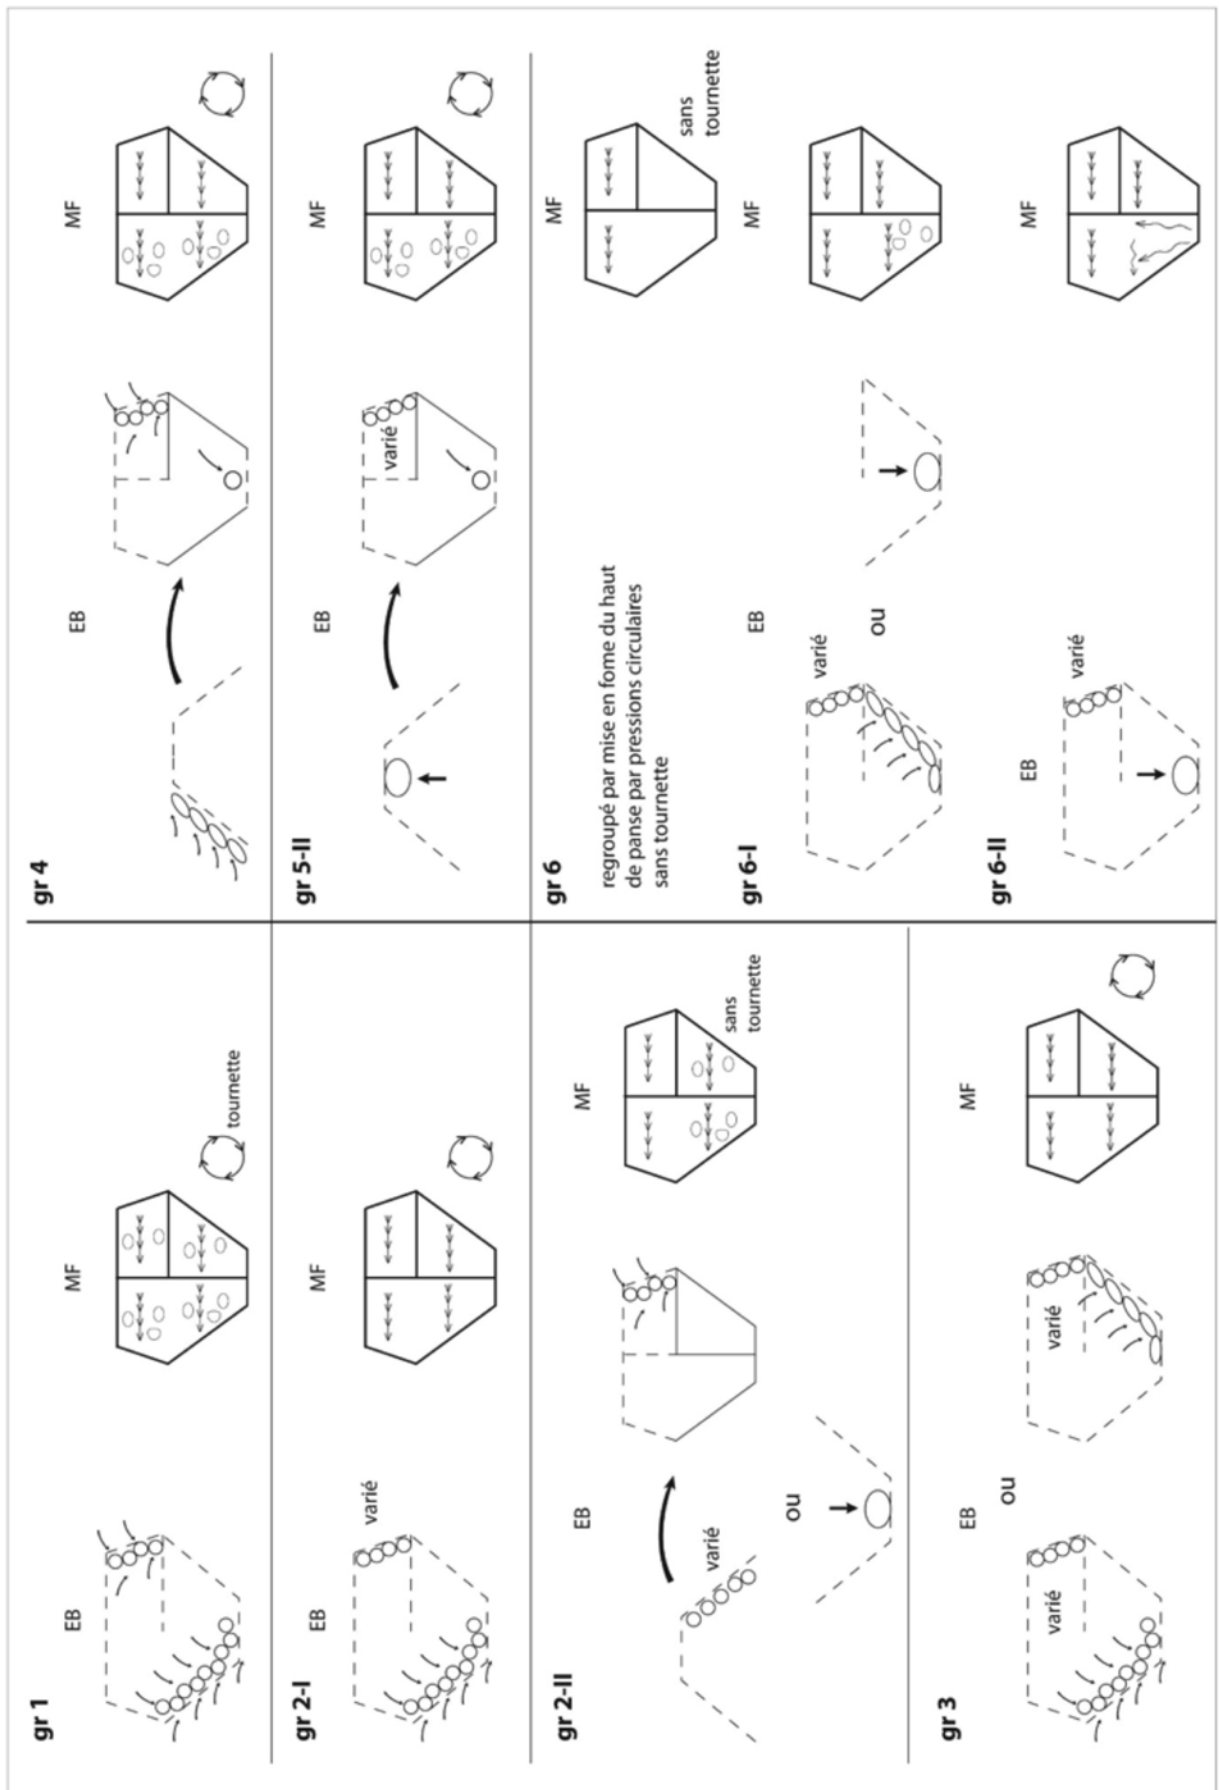 gr 1
EB
MF
tournette
gr 2-I
EB
varié
MF
gr 2-II
EB
varié
ou
MF
sans
tournette
gr 3
EB
varié
ou
varié
MF
gr 4
EB
MF
gr 5-II
EB
varié
MF
gr 6
regroupé par mise en fome du haut
de panse par pressions circulaires
sans tournette
MF
sans
tournette
gr 6-I
varié
EB
ou
MF
gr 6-II
EB
varié
MF